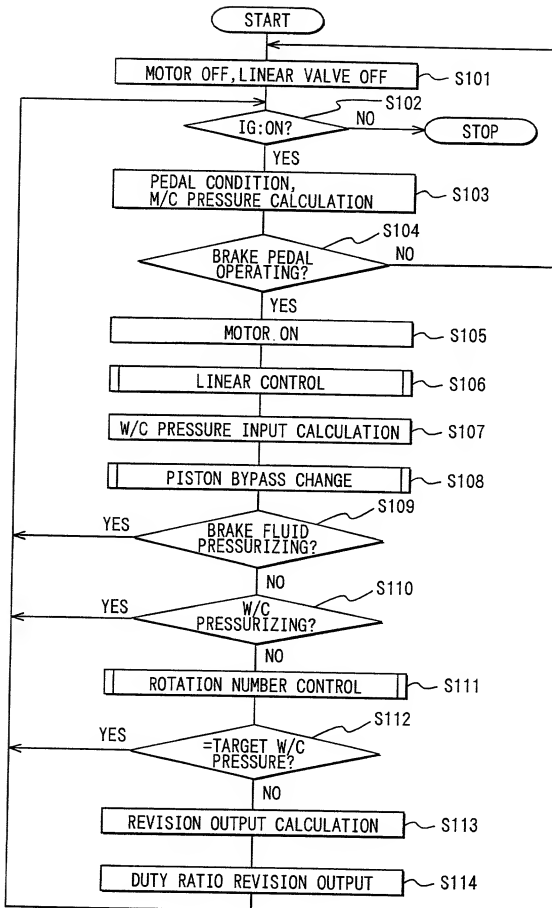 START
MOTOR OFF,LINEAR VALVE OFF
S101
S102
IG:ON?
NO
STOP
YES
PEDAL CONDITION,
M/C PRESSURE CALCULATION
S103
S104
BRAKE PEDAL
OPERATING?
NO
YES
MOTOR.ON
S105
LINEAR CONTROL
S106
W/C PRESSURE INPUT CALCULATION
S107
PISTON BYPASS CHANGE
S108
S109
YES
BRAKE FLUID
PRESSURIZING?
NO
S110
YES
W/C
PRESSURIZING?
NO
ROTATION NUMBER CONTROL
S111
S112
YES
=TARGET W/C
PRESSURE?
NO
REVISION OUTPUT CALCULATION
S113
DUTY RATIO REVISION OUTPUT
S114